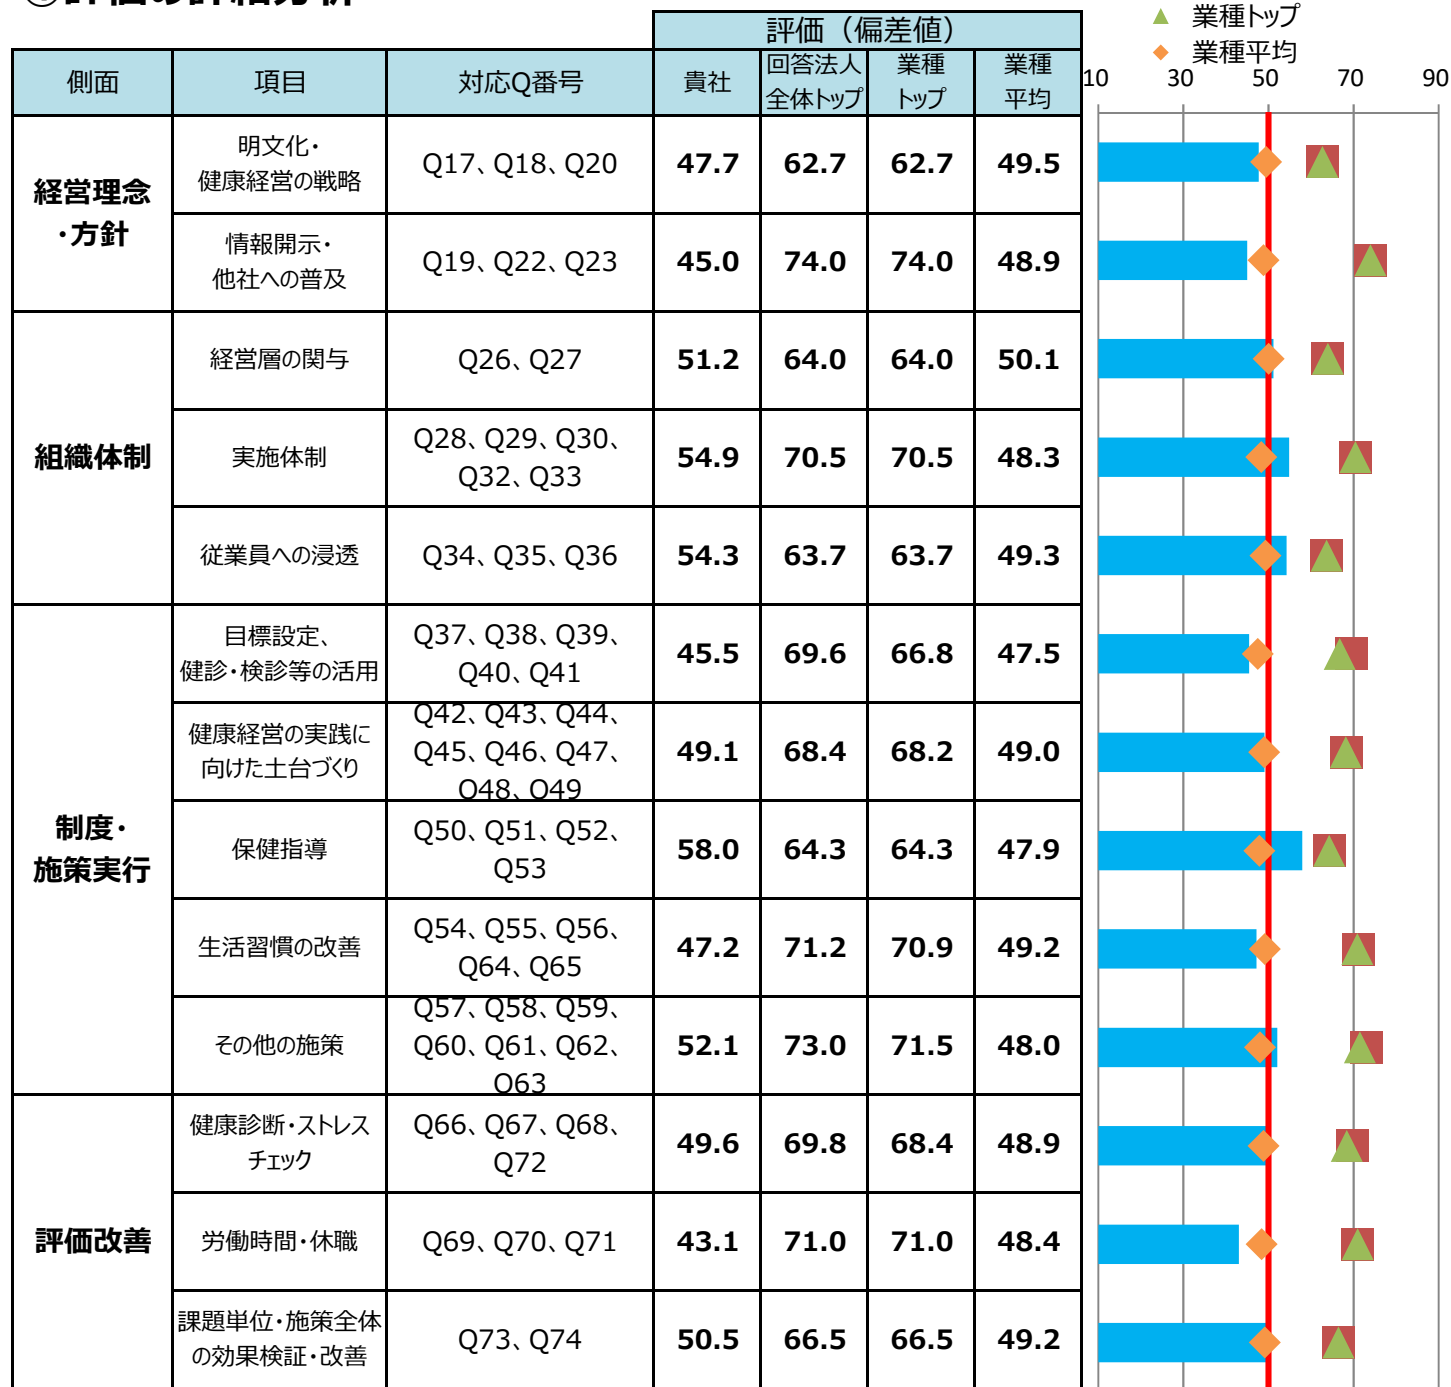 評価（偏差値）
▲ 業種トップ
◆ 業種平均
側面 項目 対応Q番号 貴社 回答法人 全体トップ 業種 トップ 業種 平均
10 30 50 70 90
経営理念
・方針
明文化・
健康経営の戦略
Q17、Q18、Q20 47.7 62.7 62.7 49.5
情報開示・
他社への普及
Q19、Q22、Q23 45.0 74.0 74.0 48.9
組織体制
経営層の関与 Q26、Q27 51.2 64.0 64.0 50.1
実施体制
Q28、Q29、Q30、
Q32、Q33
54.9 70.5 70.5 48.3
従業員への浸透 Q34、Q35、Q36 54.3 63.7 63.7 49.3
制度・
施策実行
目標設定、
健診・検診等の活用
Q37、Q38、Q39、
Q40、Q41
45.5 69.6 66.8 47.5
健康経営の実践に
向けた土台づくり
Q42、Q43、Q44、
Q45、Q46、Q47、
Q48、Q49
49.1 68.4 68.2 49.0
保健指導
Q50、Q51、Q52、
Q53
58.0 64.3 64.3 47.9
生活習慣の改善
Q54、Q55、Q56、
Q64、Q65
47.2 71.2 70.9 49.2
その他の施策
Q57、Q58、Q59、
Q60、Q61、Q62、
Q63
52.1 73.0 71.5 48.0
評価改善
健康診断・ストレス
チェック
Q66、Q67、Q68、
Q72
49.6 69.8 68.4 48.9
労働時間・休職 Q69、Q70、Q71 43.1 71.0 71.0 48.4
課題単位・施策全体
の効果検証・改善
Q73、Q74 50.5 66.5 66.5 49.2